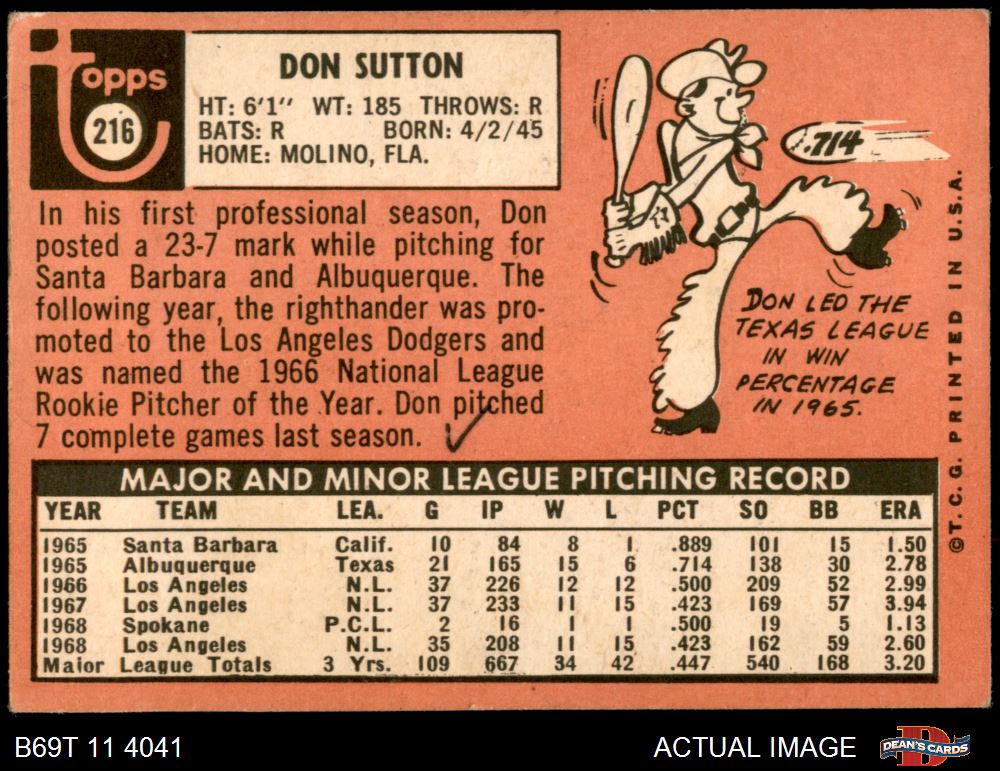 topps
216
DON SUTTON
HT: 6'1" WT: 185 THROWS: R
BATS: R BORN: 4/2/45
HOME: MOLINO, FLA.
In his first professional season, Don
posted a 23-7 mark while pitching for
Santa Barbara and Albuquerque. The
following year, the righthander was pro-
moted to the Los Angeles Dodgers and
was named the 1966 National League
Rookie Pitcher of the Year. Don pitched
7 complete games last season.
.714
DON LED THE
TEXAS LEAGUE
IN WIN
PERCENTAGE
IN 1965.
MAJOR AND MINOR LEAGUE PITCHING RECORD
YEAR TEAM LEA. G IP W L PCT SO BB ERA
1965 Santa Barbara Calif. 10 84 8 1 .889 101 15 1.50
1965 Albuquerque Texas 21 165 15 6 .714 138 30 2.78
1966 Los Angeles N.L. 37 226 12 12 .500 209 52 2.99
1967 Los Angeles N.L. 37 233 11 15 .423 169 57 3.94
1968 Spokane P.C.L. 2 16 1 1 .500 19 5 1.13
1968 Los Angeles N.L. 35 208 11 15 .423 162 59 2.60
Major League Totals 3 Yrs. 109 667 34 42 .447 540 168 3.20
©T.C.G. PRINTED IN U.S.A.
B69T 11 4041
ACTUAL IMAGE
DEAN'S CARDS